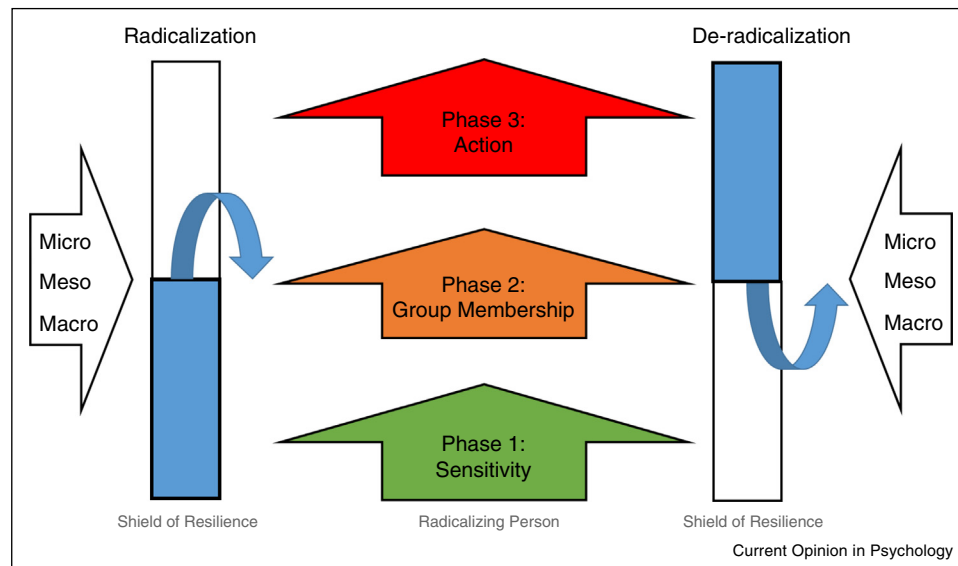 Radicalization
De-radicalization
Phase 3:
Action
Micro
Meso
Macro
Phase 2:
Group Membership
Micro
Meso
Macro
Phase 1:
Sensitivity
Shield of Resilience
Radicalizing Person
Shield of Resilience
Current Opinion in Psychology